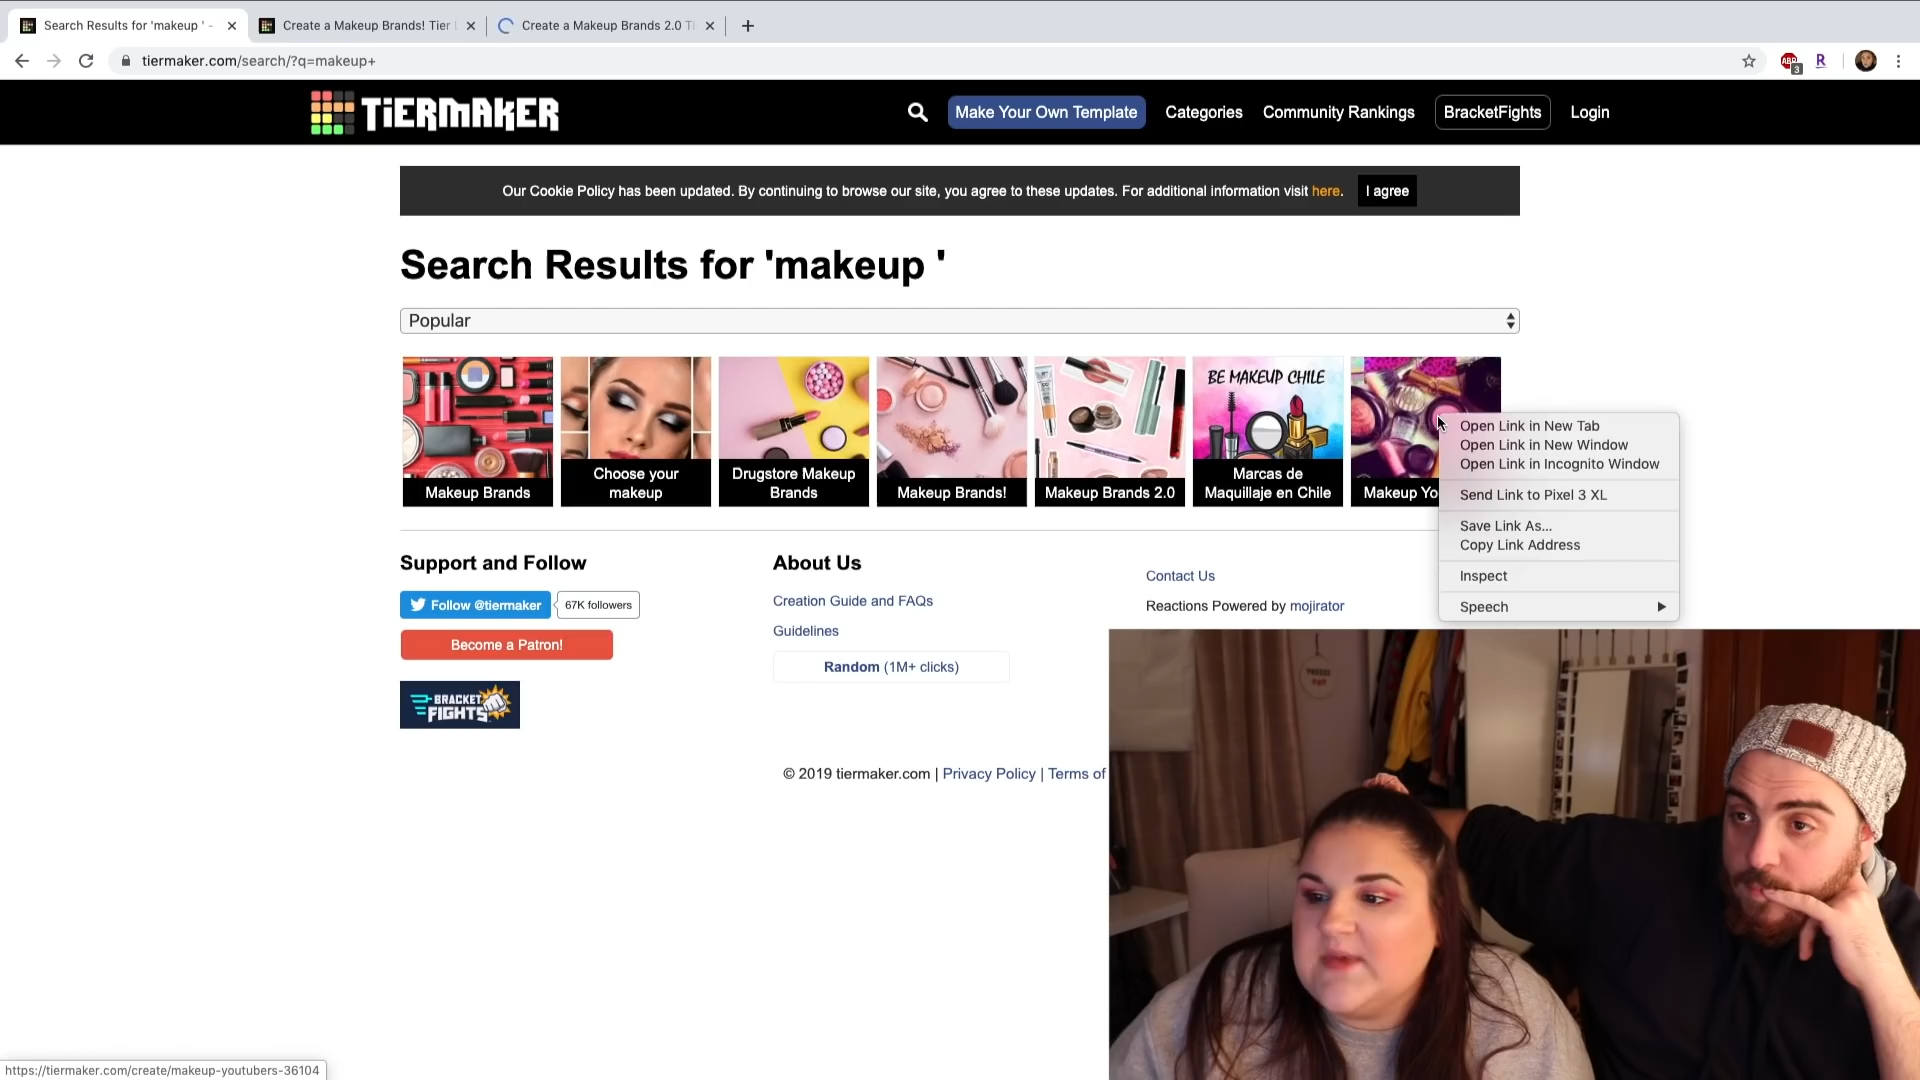 Search Results for 'makeup ' -
Create a Makeup Brands! Tier
Create a Makeup Brands 2.0 Ti
tiermaker.com/search/?q=makeup+
ABP
3
R
TiERMAKER
Make Your Own Template
Categories
Community Rankings
BracketFights
Login
Our Cookie Policy has been updated. By continuing to browse our site, you agree to these updates. For additional information visit here.
I agree
Search Results for 'makeup '
Popular
Makeup Brands
Choose your
makeup
Drugstore Makeup
Brands
Makeup Brands!
Makeup Brands 2.0
BE MAKEUP CHILE
Marcas de
Maquillaje en Chile
Makeup Yo
Open Link in New Tab
Open Link in New Window
Open Link in Incognito Window
Send Link to Pixel 3 XL
Save Link As...
Copy Link Address
Inspect
Speech
Support and Follow
Follow @tiermaker
67K followers
Become a Patron!
BRACKET
FIGHTS
About Us
Creation Guide and FAQs
Guidelines
Random (1M+ clicks)
Contact Us
Reactions Powered by mojirator
© 2019 tiermaker.com | Privacy Policy | Terms of
https://tiermaker.com/create/makeup-youtubers-36104